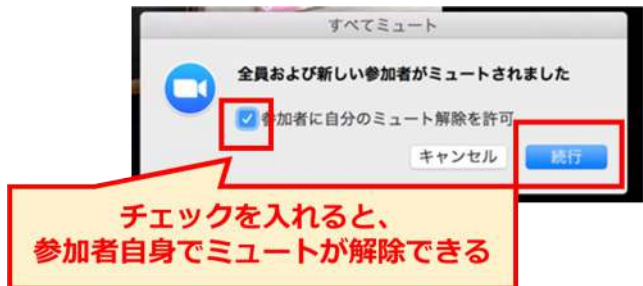 すべてミュート
全員および新しい参加者がミュートされました
参加者に自分のミュート解除を許可
キャンセル
続行
チェックを入れると、
参加者自身でミュートが解除できる